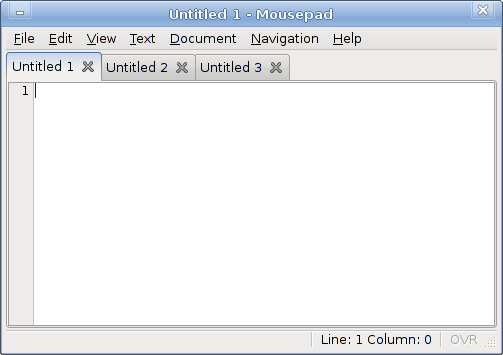 Untitled 1 - Mousepad
File Edit View Text Document Navigation Help
Untitled 1 Untitled 2 Untitled 3
1
Line: 1 Column: 0 OVR